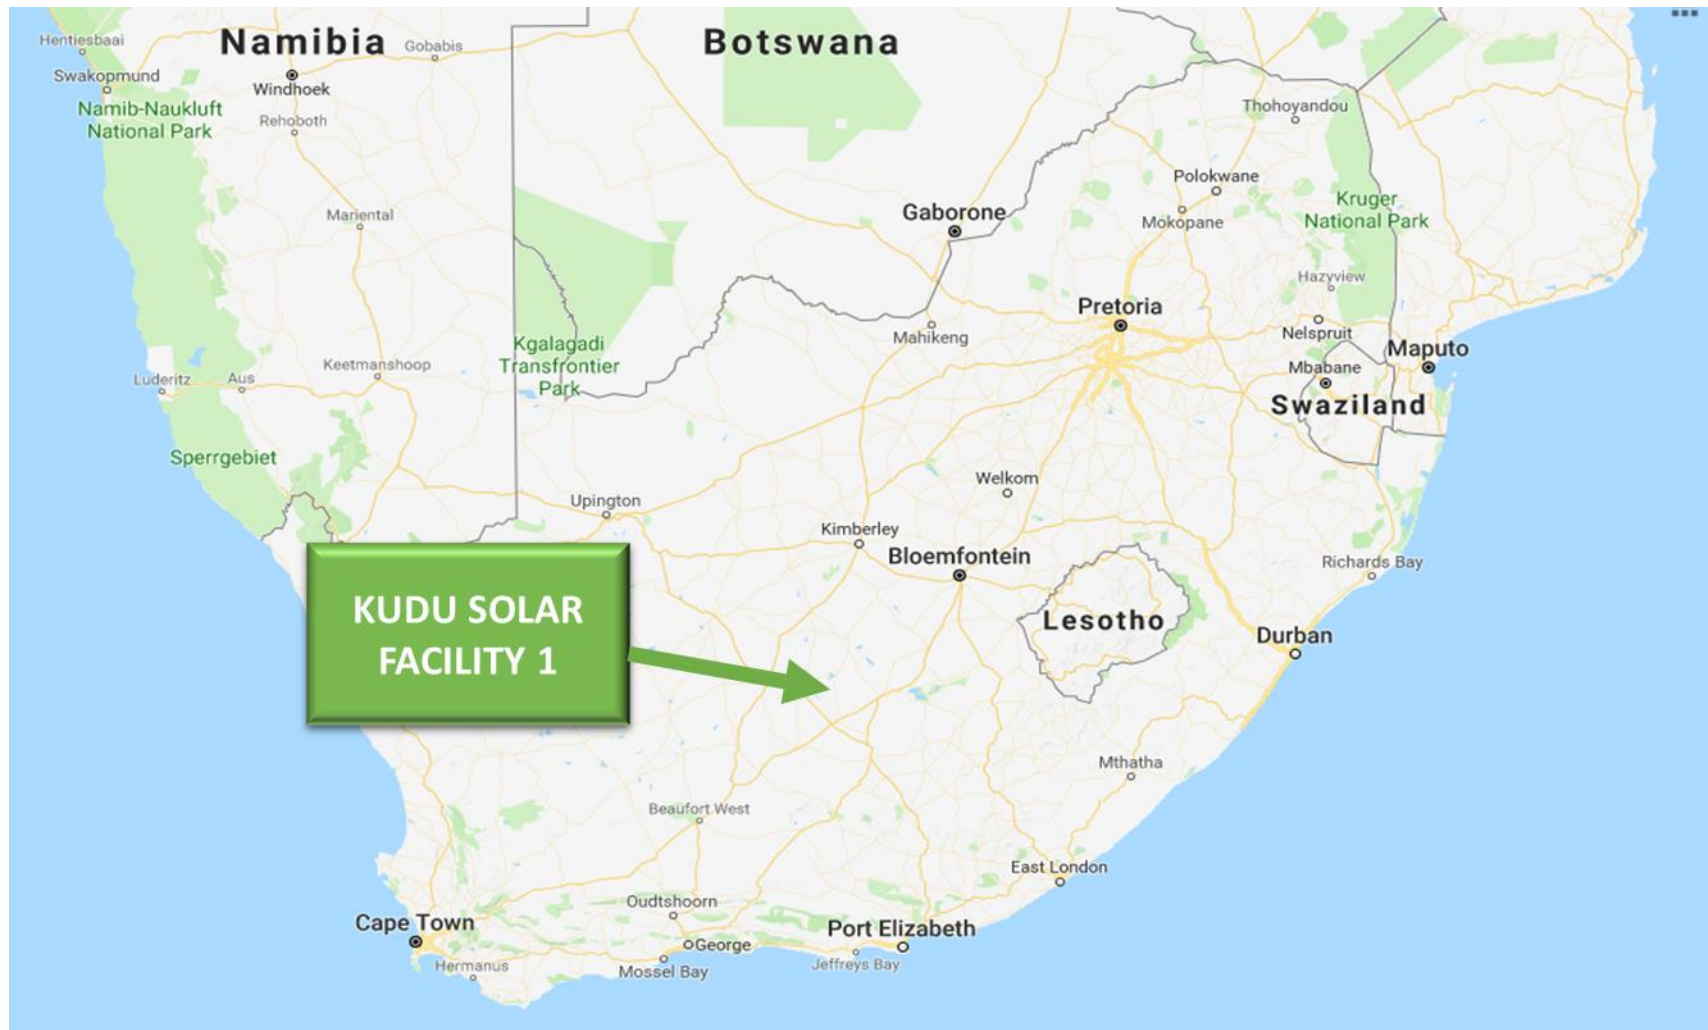 Hentiesbaai
Namibia
Gobabis
Botswana
Swakopmund
Windhoek
Namib-Naukluft
National Park
Rehoboth
Thohoyandou
Polokwane
Mokopane
Kruger
National Park
Mariental
Gaborone
Hazyview
Pretoria
Nelspruit
Mahikeng
Kgalagadi
Transfrontier
Park
Maputo
Mbabane
Swaziland
Keetmanshoop
Luderitz
Aus
Sperrgebiet
Upington
Welkom
Kimberley
Bloemfontein
Richards Bay
KUDU SOLAR
FACILITY 1
Lesotho
Durban
Mthatha
Beaufort West
East London
Oudtshoorn
Cape Town
Port Elizabeth
George
Hermanus
Mossel Bay
Jeffreys Bay